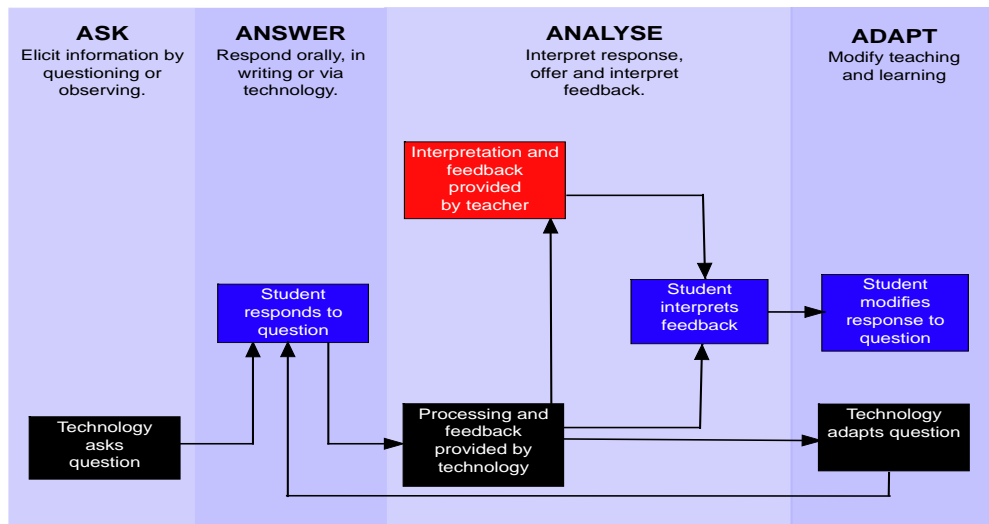 ASK
Elicit information by
questioning or
observing.
ANSWER
Respond orally, in
writing or via
technology.
ANALYSE
Interpret response,
offer and interpret
feedback.
ADAPT
Modify teaching
and learning
Interpretation and
feedback
provided
by teacher
Student
responds to
question
Student
interprets
feedback
Student
modifies
response to
question
Technology
asks
question
Processing and
feedback
provided by
technology
Technology
adapts question